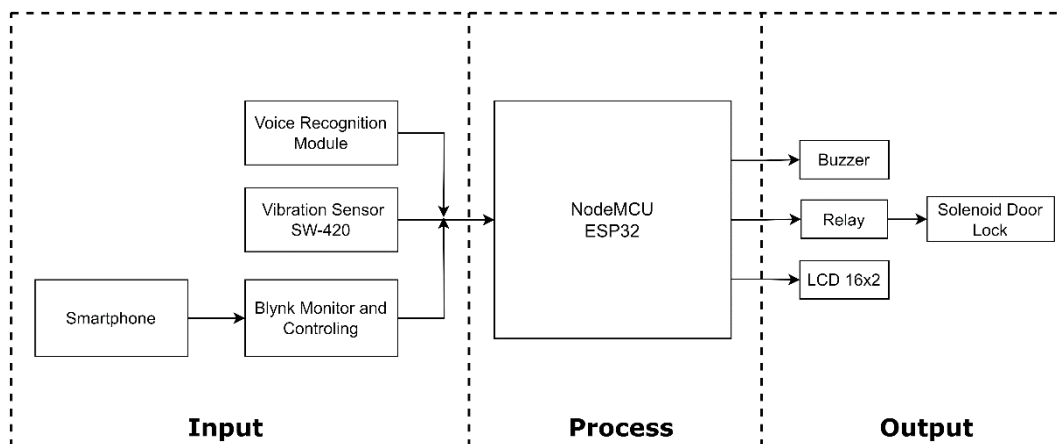 Voice Recognition
Module
Vibration Sensor
SW-420
Smartphone
Blynk Monitor and
Controling
NodeMCU
ESP32
Buzzer
Relay
Solenoid Door
Lock
LCD 16x2
Input
Process
Output